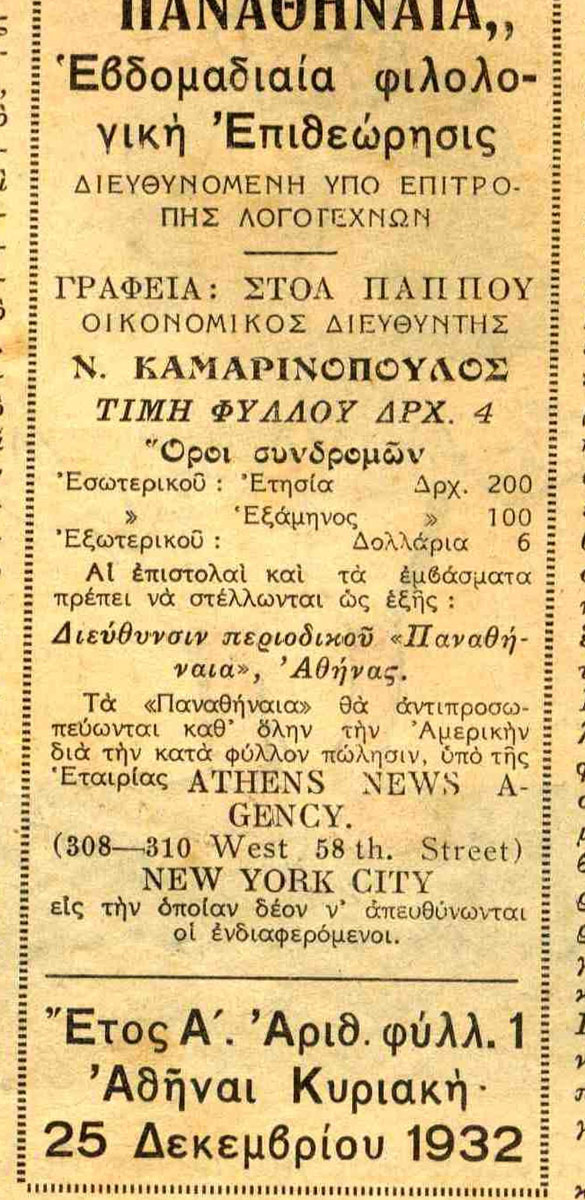 ΠΑΝΑΘΗΝΑΙΑ„
Ἑβδομαδιαία φιλολο-
γικὴ Ἐπιθεώρησις
ΔΙΕΥΘΥΝΟΜΕΝΗ ΥΠΟ ΕΠΙΤΡΟ-
ΠΗΣ ΛΟΓΟΤΕΧΝΩΝ
ΓΡΑΦΕΙΑ: ΣΤΟΑ ΠΑΠΠΟΥ
ΟΙΚΟΝΟΜΙΚΟΣ ΔΙΕΥΘΥΝΤΗΣ
Ν. ΚΑΜΑΡΙΝΟΠΟΥΛΟΣ
ΤΙΜΗ ΦΥΛΛΟΥ ΔΡΧ. 4
Ὅροι συνδρομῶν
Ἐσωτερικοῦ: Ἐτησία Δρχ. 200
» Ἑξάμηνος » 100
Ἐξωτερικοῦ: Δολλάρια 6
Αἱ ἐπιστολαὶ καὶ τὰ ἐμβάσματα
πρέπει νὰ στέλλωνται ὡς ἑξῆς:
Διεύθυνσιν περιοδικοῦ «Παναθή-
ναια», Ἀθήνας.
Τὰ «Παναθήναια» θὰ ἀντιπροσω-
πεύωνται καθ' ὅλην τὴν Ἀμερικὴν
διὰ τὴν κατὰ φύλλον πώλησιν, ὑπὸ τῆς
Ἑταιρίας ATHENS NEWS A-
GENCY.
(308—310 West 58 th. Street)
NEW YORK CITY
εἰς τὴν ὁποίαν δέον ν' ἀπευθύνωνται
οἱ ἐνδιαφερόμενοι.
Ἔτος Α΄. Ἀριθ. φύλλ. 1
Ἀθῆναι Κυριακὴ·
25 Δεκεμβρίου 1932